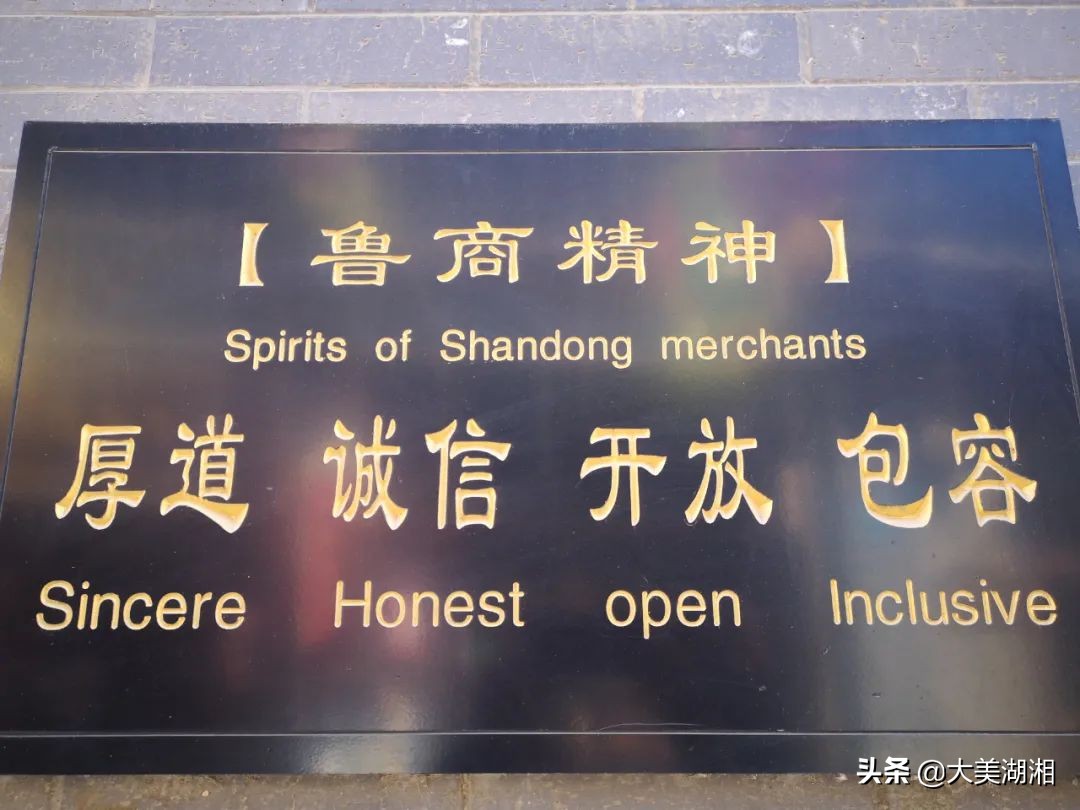 【鲁商精神】
Spirits of Shandong merchants
厚道 诚信 开放 包容
Sincere Honest open Inclusive
头条 @大美湖湘